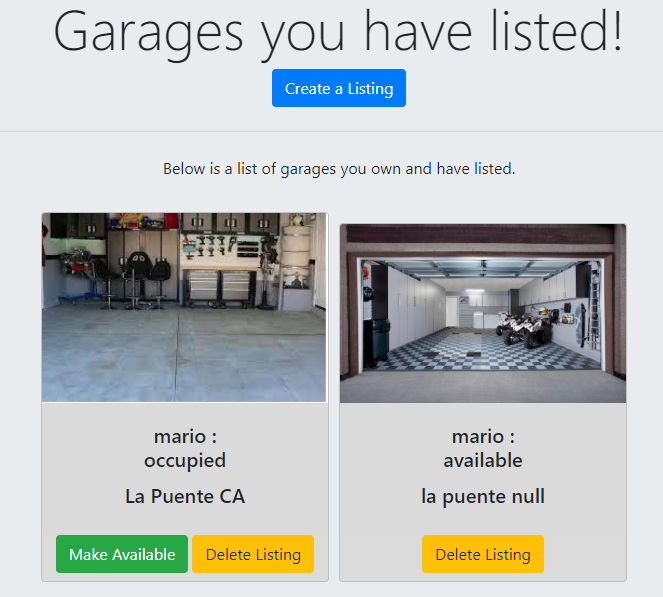 Garages you have listed!
Create a Listing
Below is a list of garages you own and have listed.
mario :
occupied
La Puente CA
Make Available
Delete Listing
mario :
available
la puente null
Delete Listing